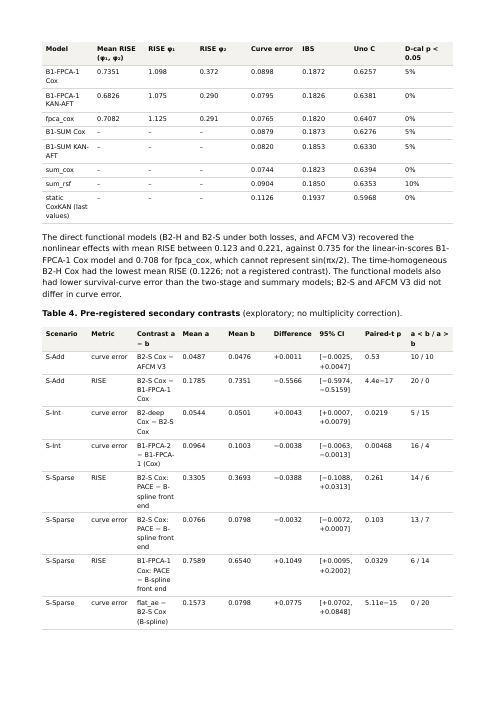 Model Mean RISE (φ₁, φ₂) RISE φ₁ RISE φ₂ Curve error IBS Uno C D-cal p < 0.05
B1-FPCA-1 Cox 0.7351 1.098 0.372 0.0898 0.1872 0.6257 5%
B1-FPCA-1 KAN-AFT 0.6826 1.075 0.290 0.0795 0.1826 0.6381 0%
fpca_cox 0.7082 1.125 0.291 0.0765 0.1820 0.6407 0%
B1-SUM Cox – – – 0.0879 0.1873 0.6276 5%
B1-SUM KAN-AFT – – – 0.0820 0.1853 0.6330 5%
sum_cox – – – 0.0744 0.1823 0.6394 0%
sum_rsf – – – 0.0904 0.1850 0.6353 10%
static CoxKAN (last values) – – – 0.1126 0.1937 0.5968 0%
The direct functional models (B2-H and B2-S under both losses, and AFCM V3) recovered the
nonlinear effects with mean RISE between 0.123 and 0.221, against 0.735 for the linear-in-scores B1-
FPCA-1 Cox model and 0.708 for fpca_cox, which cannot represent sin(πx/2). The time-homogeneous
B2-H Cox had the lowest mean RISE (0.1226; not a registered contrast). The functional models also
had lower survival-curve error than the two-stage and summary models; B2-S and AFCM V3 did not
differ in curve error.
Table 4. Pre-registered secondary contrasts (exploratory; no multiplicity correction).
Scenario Metric Contrast a − b Mean a Mean b Difference 95% CI Paired-t p a < b / a > b
S-Add curve error B2-S Cox − AFCM V3 0.0487 0.0476 +0.0011 [−0.0025, +0.0047] 0.53 10 / 10
S-Add RISE B2-S Cox − B1-FPCA-1 Cox 0.1785 0.7351 −0.5566 [−0.5974, −0.5159] 4.4e−17 20 / 0
S-Int curve error B2-deep Cox − B2-S Cox 0.0544 0.0501 +0.0043 [+0.0007, +0.0079] 0.0219 5 / 15
S-Int curve error B1-FPCA-2 − B1-FPCA-1 (Cox) 0.0964 0.1003 −0.0038 [−0.0063, −0.0013] 0.00468 16 / 4
S-Sparse RISE B2-S Cox: PACE − B-spline front end 0.3305 0.3693 −0.0388 [−0.1088, +0.0313] 0.261 14 / 6
S-Sparse curve error B2-S Cox: PACE − B-spline front end 0.0766 0.0798 −0.0032 [−0.0072, +0.0007] 0.103 13 / 7
S-Sparse RISE B1-FPCA-1 Cox: PACE − B-spline front end 0.7589 0.6540 +0.1049 [+0.0095, +0.2002] 0.0329 6 / 14
S-Sparse curve error flat_ae − B2-S Cox (B-spline) 0.1573 0.0798 +0.0775 [+0.0702, +0.0848] 5.11e−15 0 / 20